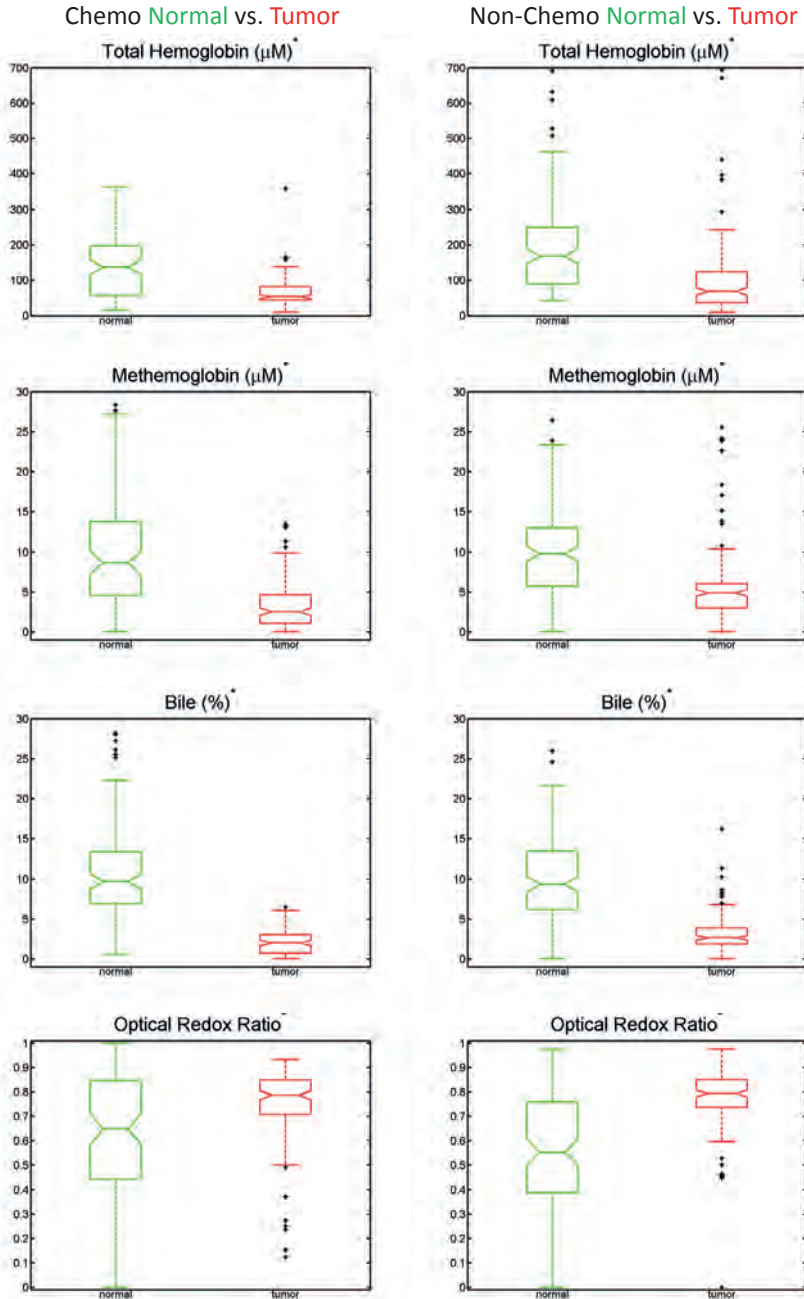 Chemo Normal vs. Tumor
Non-Chemo Normal vs. Tumor
Total Hemoglobin (μM)*
700
600
500
400
300
200
100
0
normal
tumor
Total Hemoglobin (μM)*
700
600
500
400
300
200
100
0
normal
tumor
Methemoglobin (μM)*
30
25
20
15
10
5
0
normal
tumor
Methemoglobin (μM)*
30
25
20
15
10
5
0
normal
tumor
Bile (%)*
30
25
20
15
10
5
0
normal
tumor
Bile (%)*
30
25
20
15
10
5
0
normal
tumor
Optical Redox Ratio
1
0.9
0.8
0.7
0.6
0.5
0.4
0.3
0.2
0.1
0
normal
tumor
Optical Redox Ratio
1
0.9
0.8
0.7
0.6
0.5
0.4
0.3
0.2
0.1
0
normal
tumor